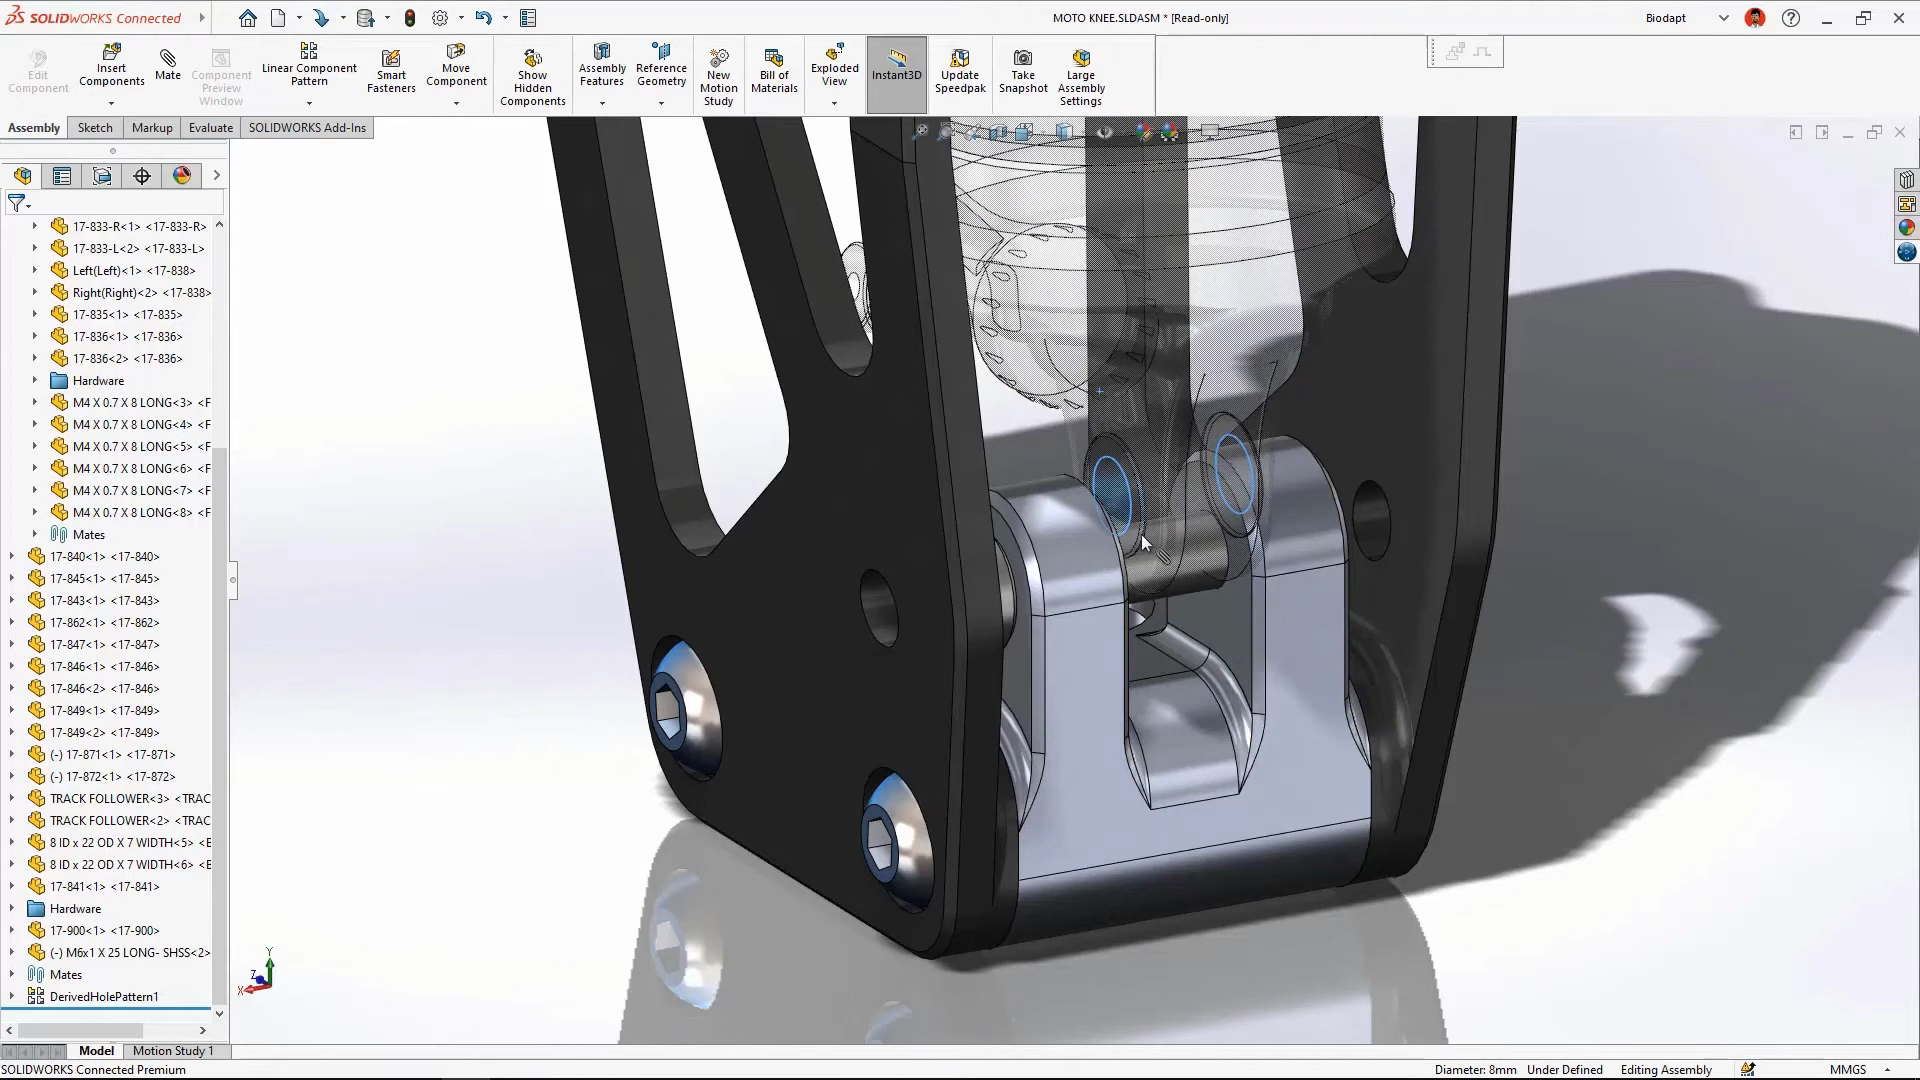 SOLIDWORKS Connected
MOTO KNEE.SLDASM * [Read-only]
Biodapt
Edit Component
Insert Components
Mate
Component Preview Window
Linear Component Pattern
Smart Fasteners
Move Component
Show Hidden Components
Assembly Features
Reference Geometry
New Motion Study
Bill of Materials
Exploded View
Instant3D
Update Speedpak
Take Snapshot
Large Assembly Settings
Assembly
Sketch
Markup
Evaluate
SOLIDWORKS Add-Ins
17-833-R<1> <17-833-R>
17-833-L<2> <17-833-L>
Left(Left)<1> <17-838>
Right(Right)<2> <17-838>
17-835<1> <17-835>
17-836<1> <17-836>
17-836<2> <17-836>
Hardware
M4 X 0.7 X 8 LONG<3> <F
M4 X 0.7 X 8 LONG<4> <F
M4 X 0.7 X 8 LONG<5> <F
M4 X 0.7 X 8 LONG<6> <F
M4 X 0.7 X 8 LONG<7> <F
M4 X 0.7 X 8 LONG<8> <F
Mates
17-840<1> <17-840>
17-845<1> <17-845>
17-843<1> <17-843>
17-862<1> <17-862>
17-847<1> <17-847>
17-846<1> <17-846>
17-846<2> <17-846>
17-849<1> <17-849>
17-849<2> <17-849>
(-) 17-871<1> <17-871>
(-) 17-872<1> <17-872>
TRACK FOLLOWER<3> <TRAC
TRACK FOLLOWER<2> <TRAC
8 ID x 22 OD X 7 WIDTH<5> <E
8 ID x 22 OD X 7 WIDTH<6> <E
17-841<1> <17-841>
Hardware
17-900<1> <17-900>
(-) M6x1 X 25 LONG- SHSS<2>
Mates
DerivedHolePattern1
Y
Z
X
Model
Motion Study 1
SOLIDWORKS Connected Premium
Diameter: 8mm
Under Defined
Editing Assembly
MMGS